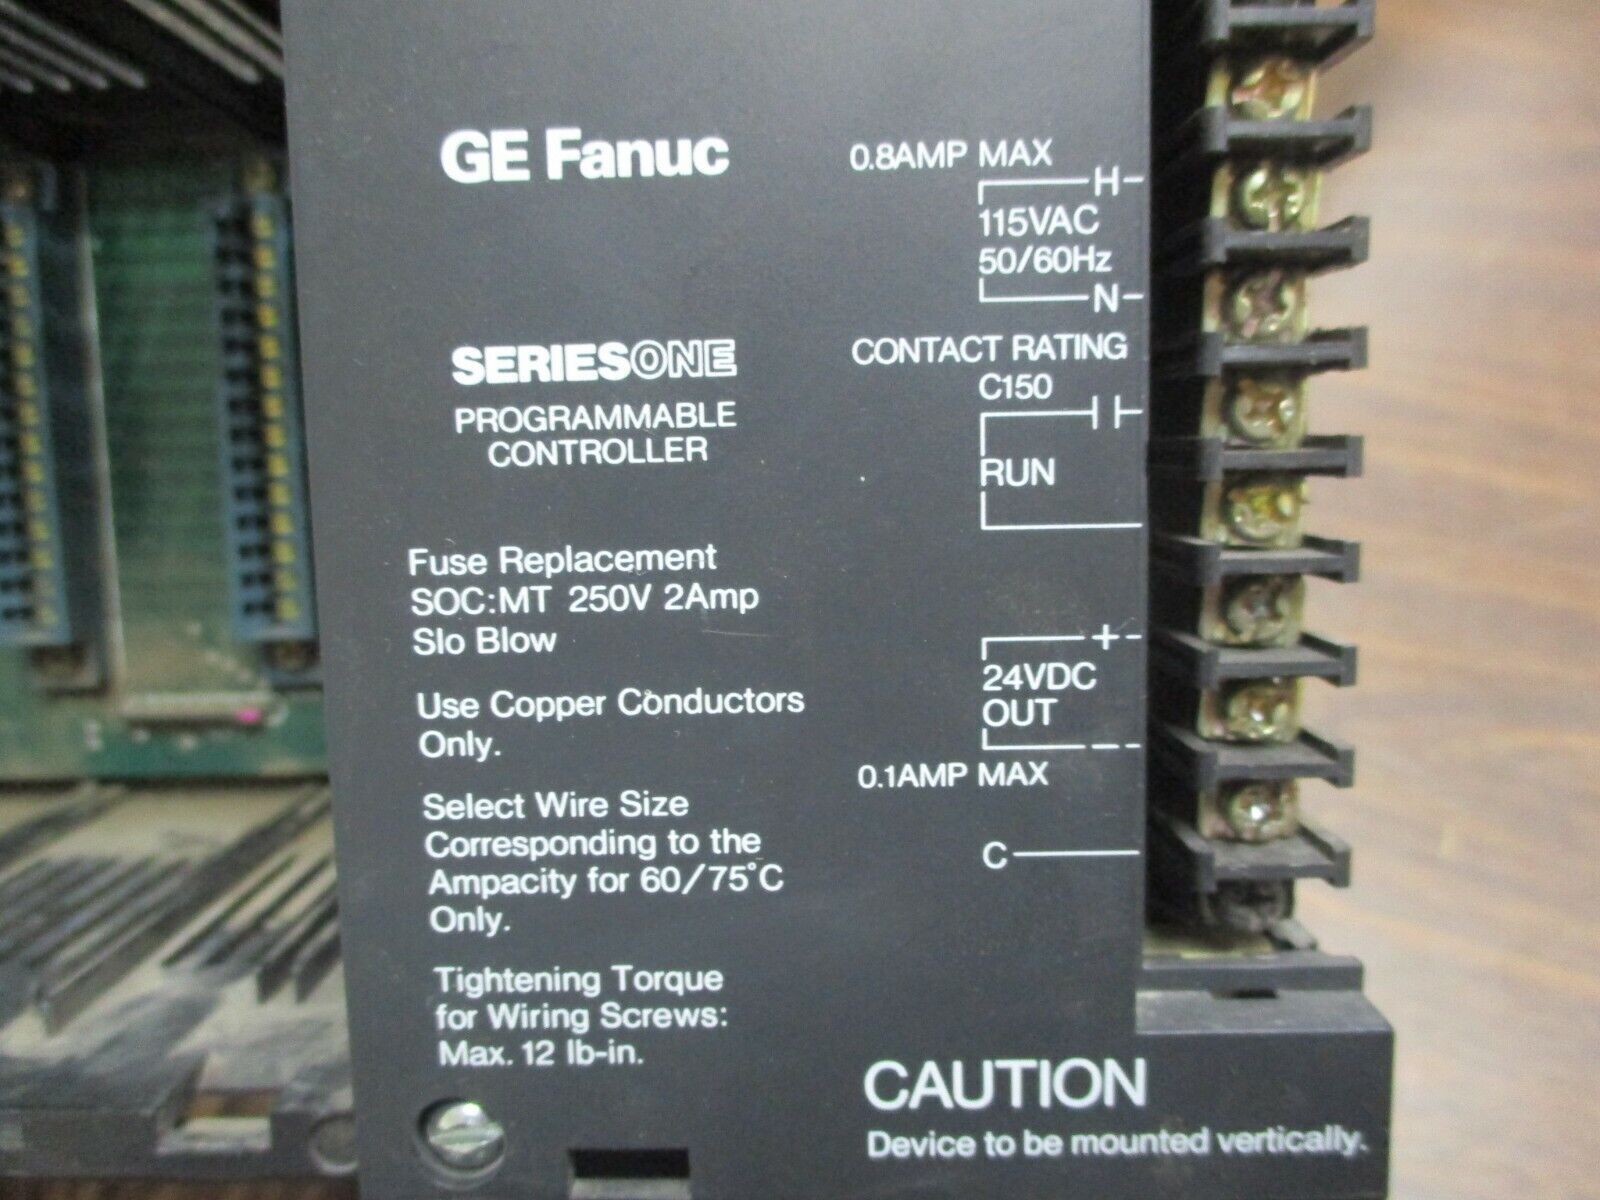 GE Fanuc
SERIESONE
PROGRAMMABLE
CONTROLLER
Fuse Replacement
SOC:MT 250V 2Amp
Slo Blow
Use Copper Conductors
Only.
Select Wire Size
Corresponding to the
Ampacity for 60/75°C
Only.
Tightening Torque
for Wiring Screws:
Max. 12 lb-in.
0.8AMP MAX
H
115VAC
50/60Hz
N
CONTACT RATING
C150
RUN
+
24VDC
OUT
-
0.1AMP MAX
C
CAUTION
Device to be mounted vertically.